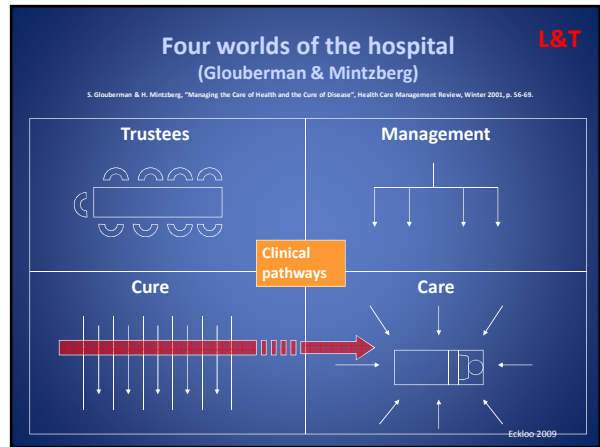 Four worlds of the hospital
L&T
(Glouberman & Mintzberg)
S. Glouberman & H. Mintzberg, "Managing the Care of Health and the Cure of Disease", Health Care Management Review, Winter 2001, p. 56-69.
Trustees
Management
Clinical
pathways
Cure
Care
Eckloo 2009